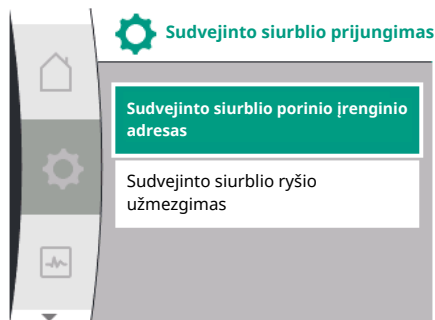 Sudvejinto siurblio prijungimas
Sudvejinto siurblio porinio įrenginio
adresas
Sudvejinto siurblio ryšio
užmezgimas